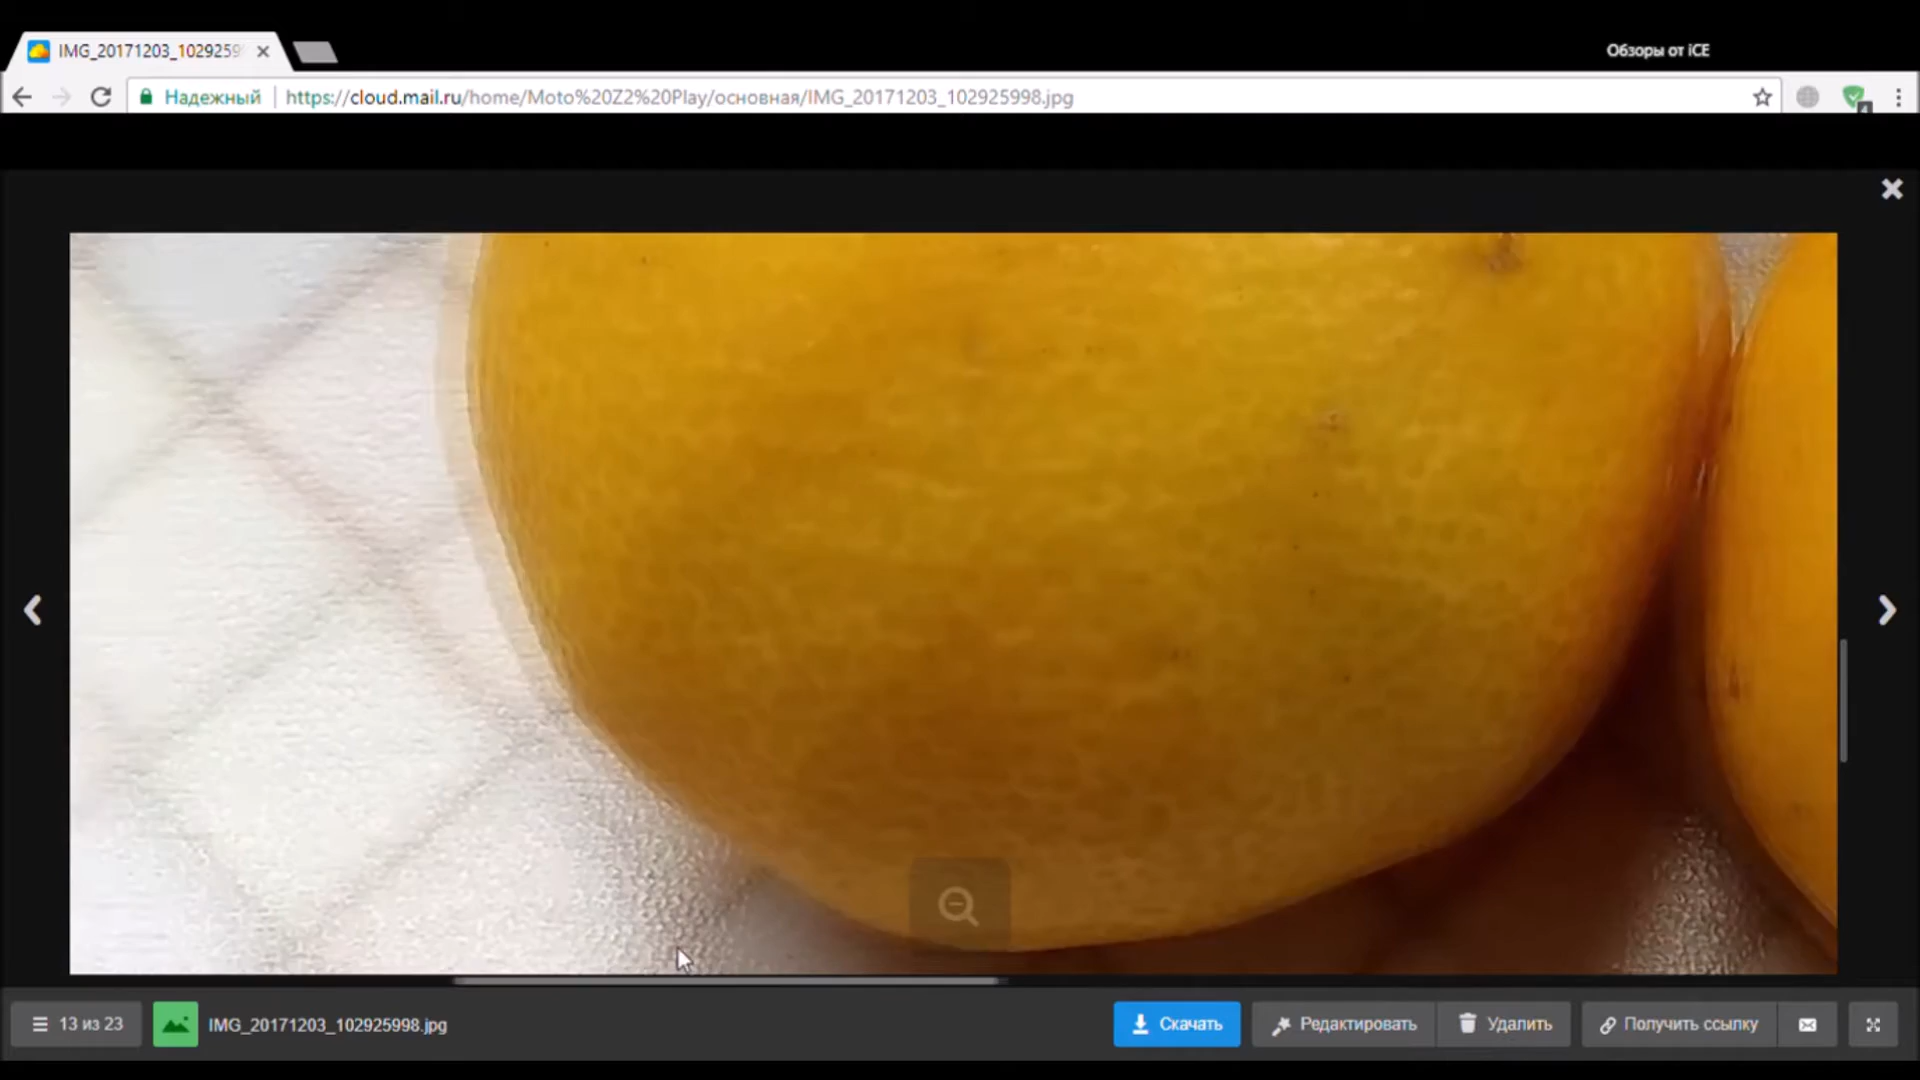 IMG_20171203_1029259
Обзоры от iCE
Надежный
https://cloud.mail.ru/home/Moto%20Z2%20Play/основная/IMG_20171203_102925998.jpg
13 из 23
IMG_20171203_102925998.jpg
Скачать
Редактировать
Удалить
Получить ссылку